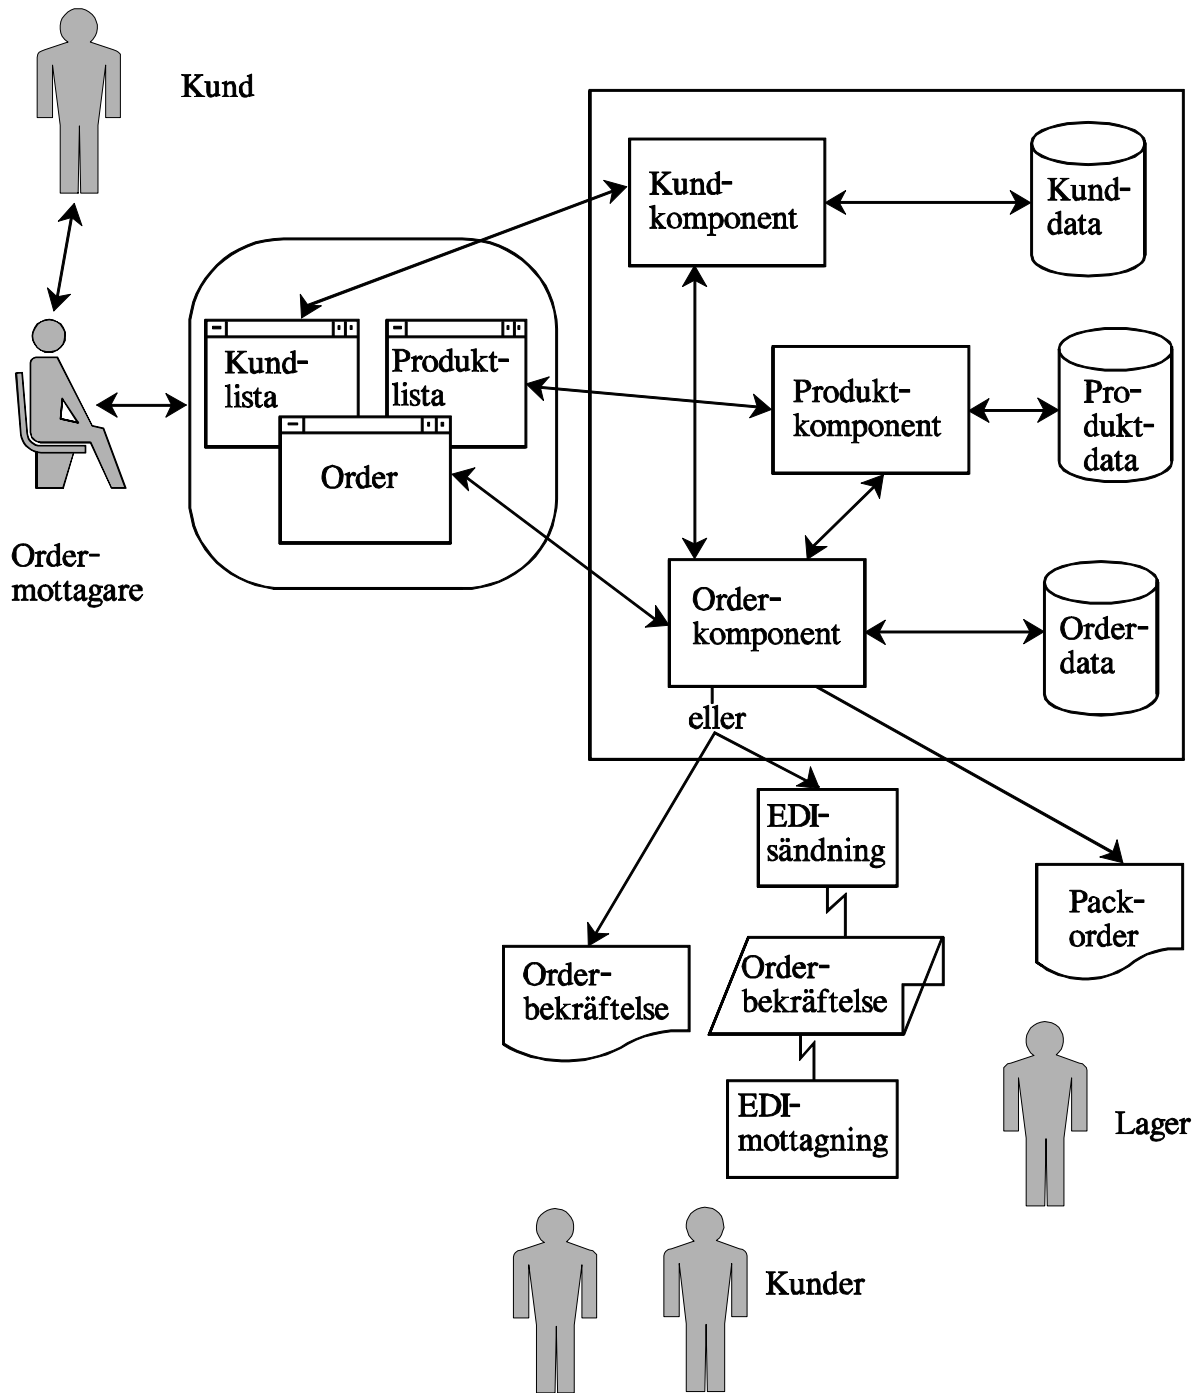 Kund
Kund-
komponent
Kund-
data
Kund-
lista
Produkt-
lista
Order
Produkt-
komponent
Pro-
dukt-
data
Order-
mottagare
Order-
komponent
Order-
data
eller
EDI-
sändning
Pack-
order
Order-
bekräftelse
Order-
bekräftelse
EDI-
mottagning
Lager
Kunder